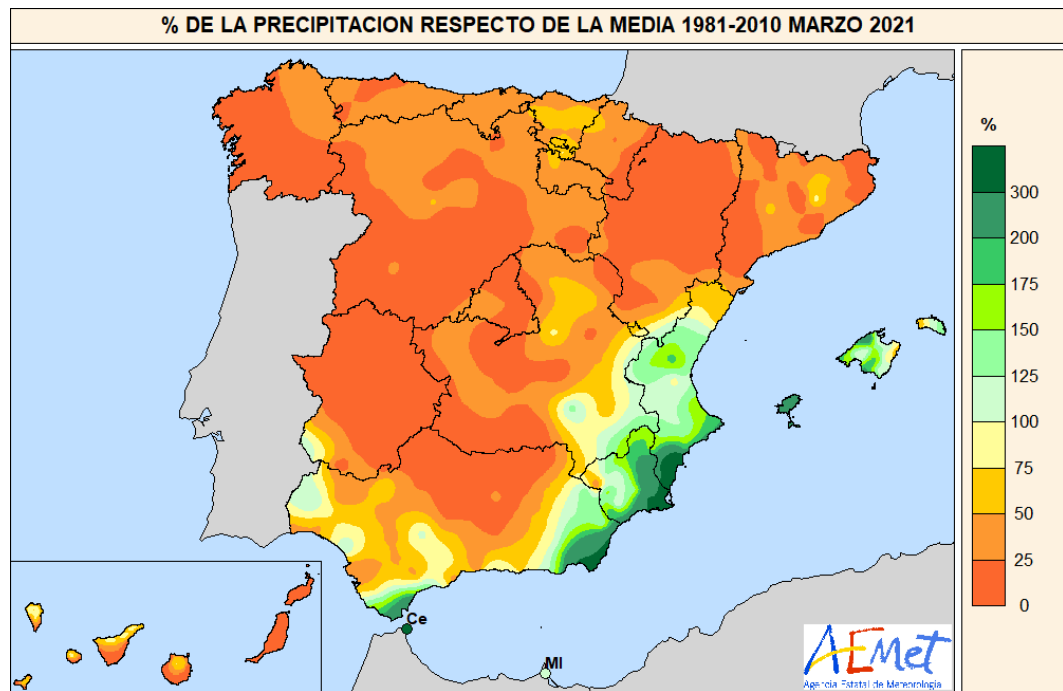 % DE LA PRECIPITACION RESPECTO DE LA MEDIA 1981-2010 MARZO 2021
%
300
200
175
150
125
100
75
50
25
0
Ce
Ml
AEmet
Agencia Estatal de Meteorología